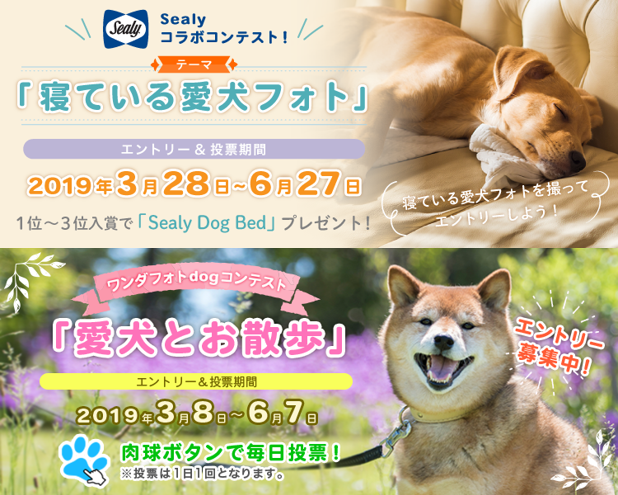 Sealy
Sealy
コラボコンテスト!
テーマ
「寝ている愛犬フォト」
エントリー & 投票期間
2019年3月28日~6月27日
1位～3位入賞で「Sealy Dog Bed」プレゼント!
寝ている愛犬フォトを撮って
エントリーしよう!
ワンダフォトdogコンテスト
「愛犬とお散歩」
エントリー&投票期間
2019年3月8日~6月7日
エントリー
募集中!
肉球ボタンで毎日投票!
※投票は1日1回となります。